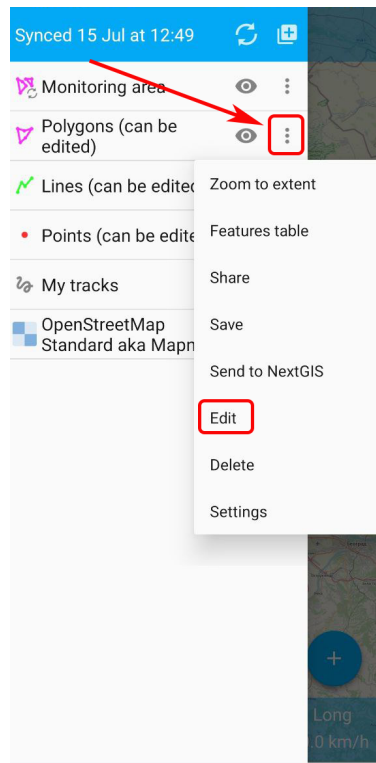 Synced 15 Jul at 12:49
Monitoring area
Polygons (can be
edited)
Lines (can be edited
Points (can be edite
My tracks
OpenStreetMap
Standard aka Mapn
Zoom to extent
Features table
Share
Save
Send to NextGIS
Edit
Delete
Settings
Long
.0 km/h